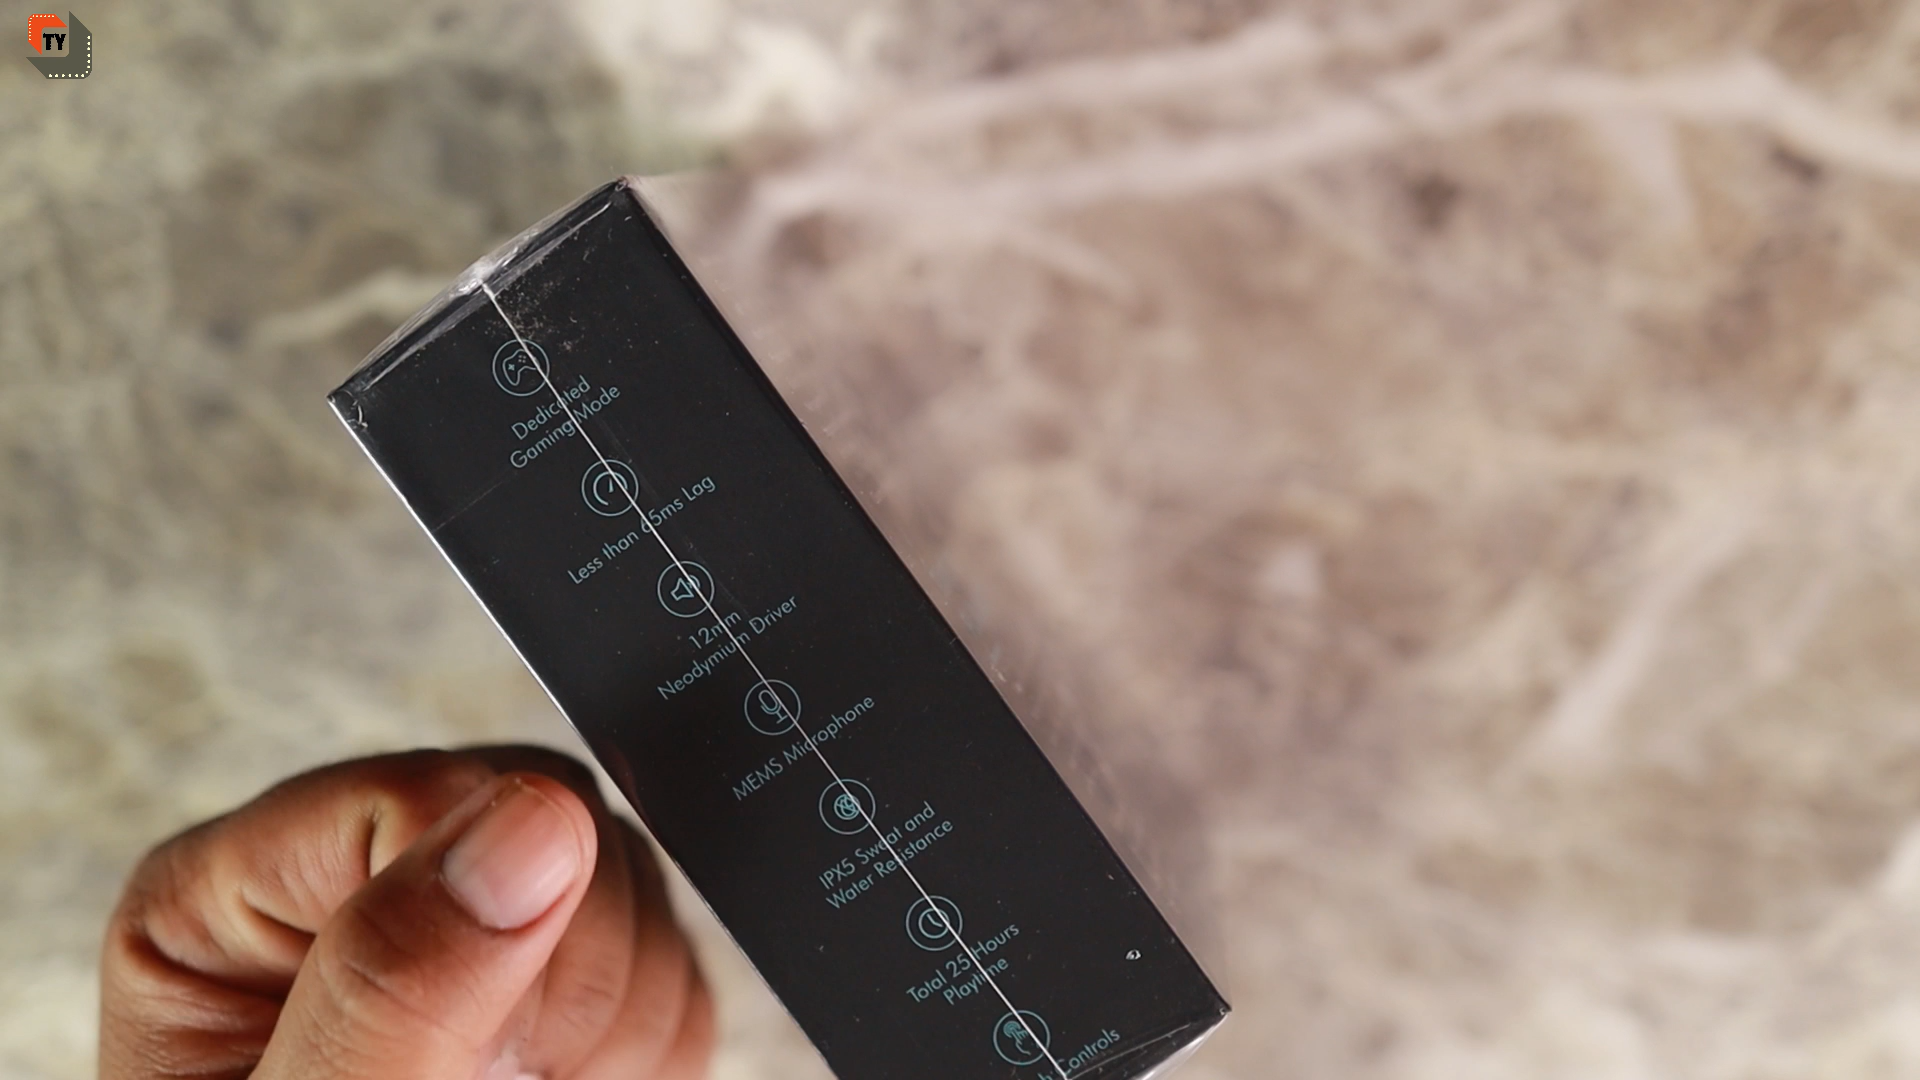 TY
Dedicated
Gaming Mode
Less than 65ms Lag
12mm
Neodymium Driver
MEMS Microphone
IPX5 Sweat and
Water Resistance
Total 25 Hours
Playtime
Controls